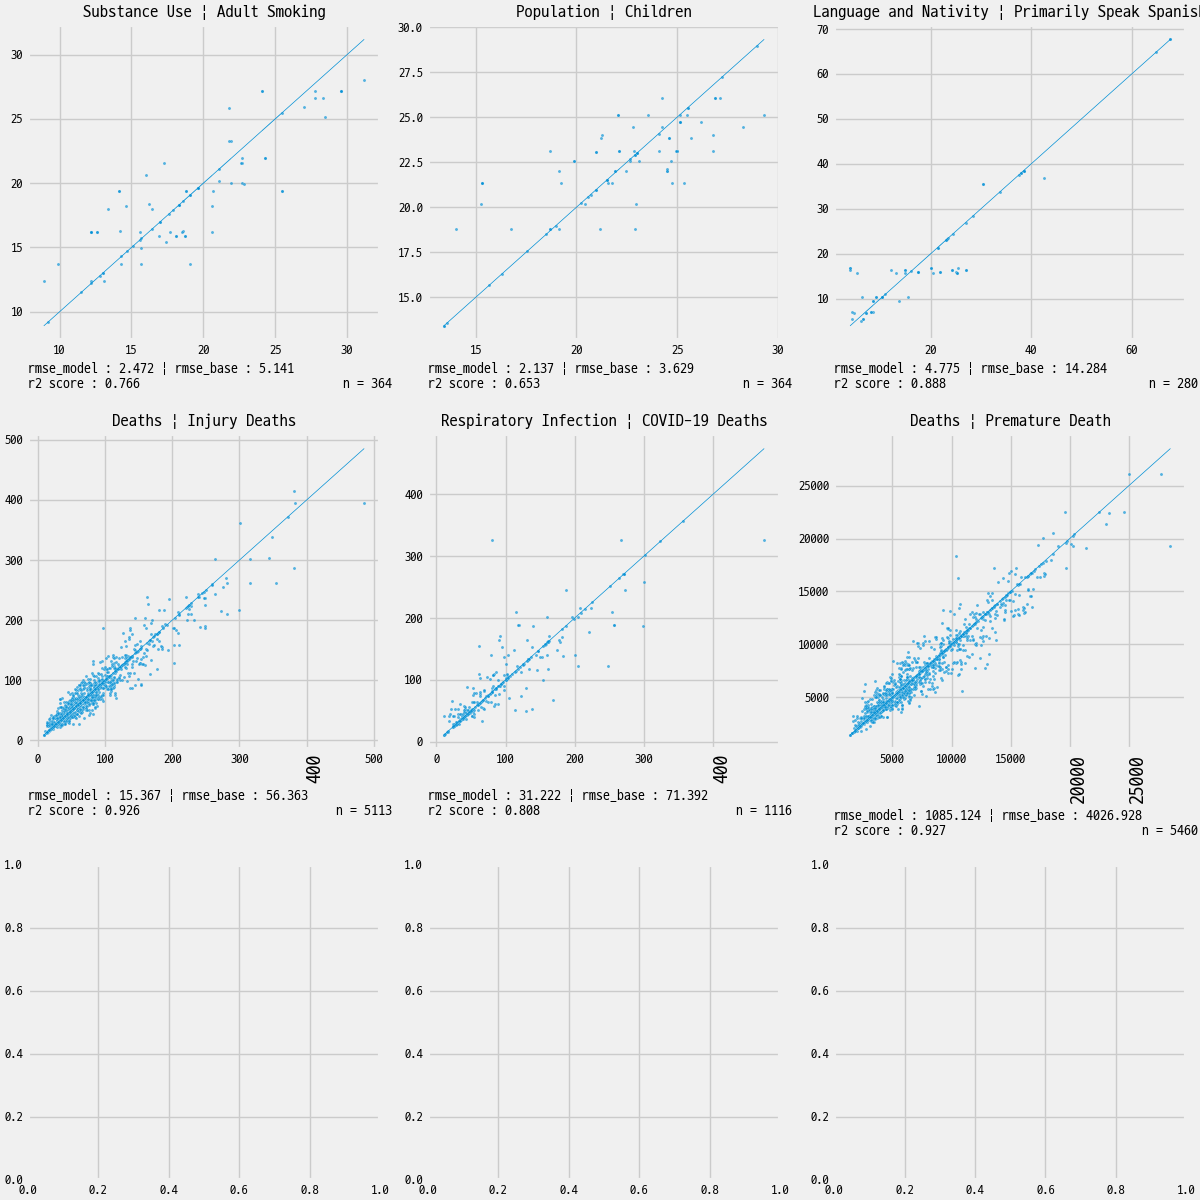 Substance Use ¦ Adult Smoking
30
25
20
15
10
10 15 20 25 30
rmse_model : 2.472 ¦ rmse_base : 5.141
r2 score : 0.766 n = 364
Population ¦ Children
30.0
27.5
25.0
22.5
20.0
17.5
15.0
15 20 25 30
rmse_model : 2.137 ¦ rmse_base : 3.629
r2 score : 0.653 n = 364
Language and Nativity ¦ Primarily Speak Spanis
70
60
50
40
30
20
10
20 40 60
rmse_model : 4.775 ¦ rmse_base : 14.284
r2 score : 0.888 n = 280
Deaths ¦ Injury Deaths
500
400
300
200
100
0
0 100 200 300 400 500
rmse_model : 15.367 ¦ rmse_base : 56.363
r2 score : 0.926 n = 5113
Respiratory Infection ¦ COVID-19 Deaths
400
300
200
100
0
0 100 200 300 400
rmse_model : 31.222 ¦ rmse_base : 71.392
r2 score : 0.808 n = 1116
Deaths ¦ Premature Death
25000
20000
15000
10000
5000
5000 10000 15000 20000 25000
rmse_model : 1085.124 ¦ rmse_base : 4026.928
r2 score : 0.927 n = 5460
1.0
0.8
0.6
0.4
0.2
0.0
0.0 0.2 0.4 0.6 0.8 1.0
1.0
0.8
0.6
0.4
0.2
0.0
0.0 0.2 0.4 0.6 0.8 1.0
1.0
0.8
0.6
0.4
0.2
0.0
0.0 0.2 0.4 0.6 0.8 1.0